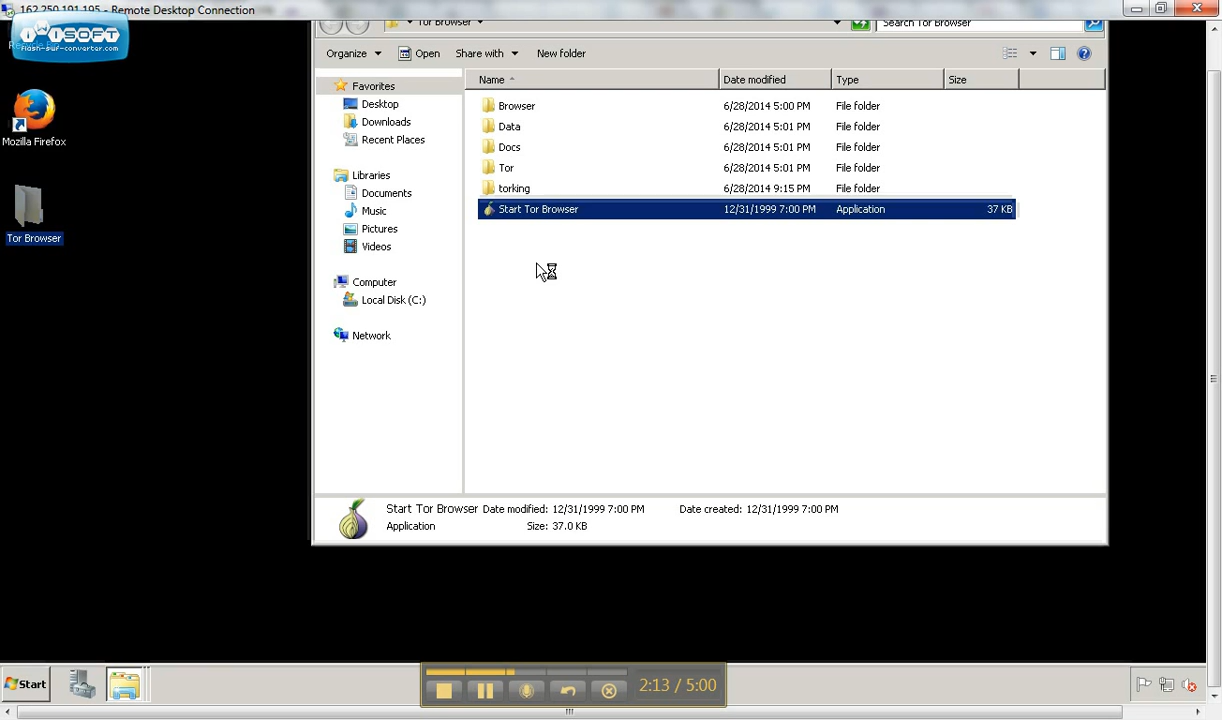 162.250.191.195 - Remote Desktop Connection
iWiSOFT
flash-swf-converter.com
Tor Browser
Search Tor Browser
Organize
Open
Share with
New folder
Name
Date modified
Type
Size
Favorites
Desktop
Downloads
Recent Places
Libraries
Documents
Music
Pictures
Videos
Computer
Local Disk (C:)
Network
Browser 6/28/2014 5:00 PM File folder
Data 6/28/2014 5:01 PM File folder
Docs 6/28/2014 5:01 PM File folder
Tor 6/28/2014 5:01 PM File folder
torking 6/28/2014 9:15 PM File folder
Start Tor Browser 12/31/1999 7:00 PM Application 37 KB
Mozilla Firefox
Tor Browser
Start Tor Browser Date modified: 12/31/1999 7:00 PM Date created: 12/31/1999 7:00 PM
Application Size: 37.0 KB
Start
2:13 / 5:00